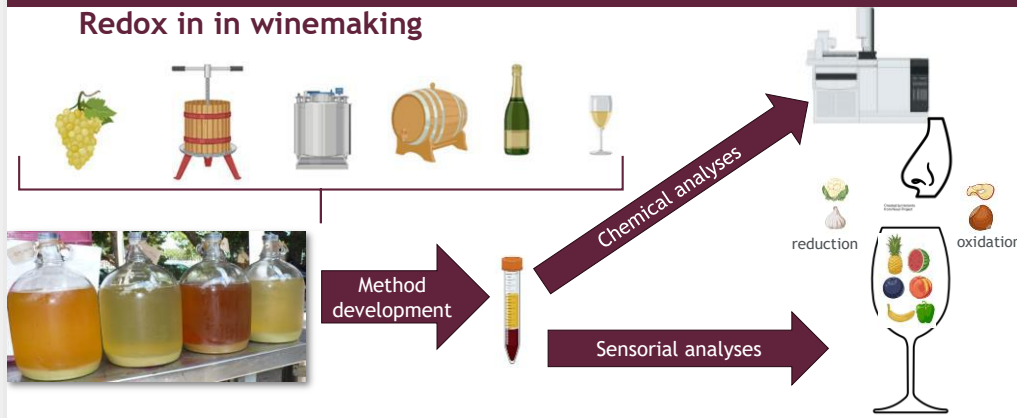 Redox in in winemaking
Chemical analyses
Method
development
Sensorial analyses
reduction
oxidation